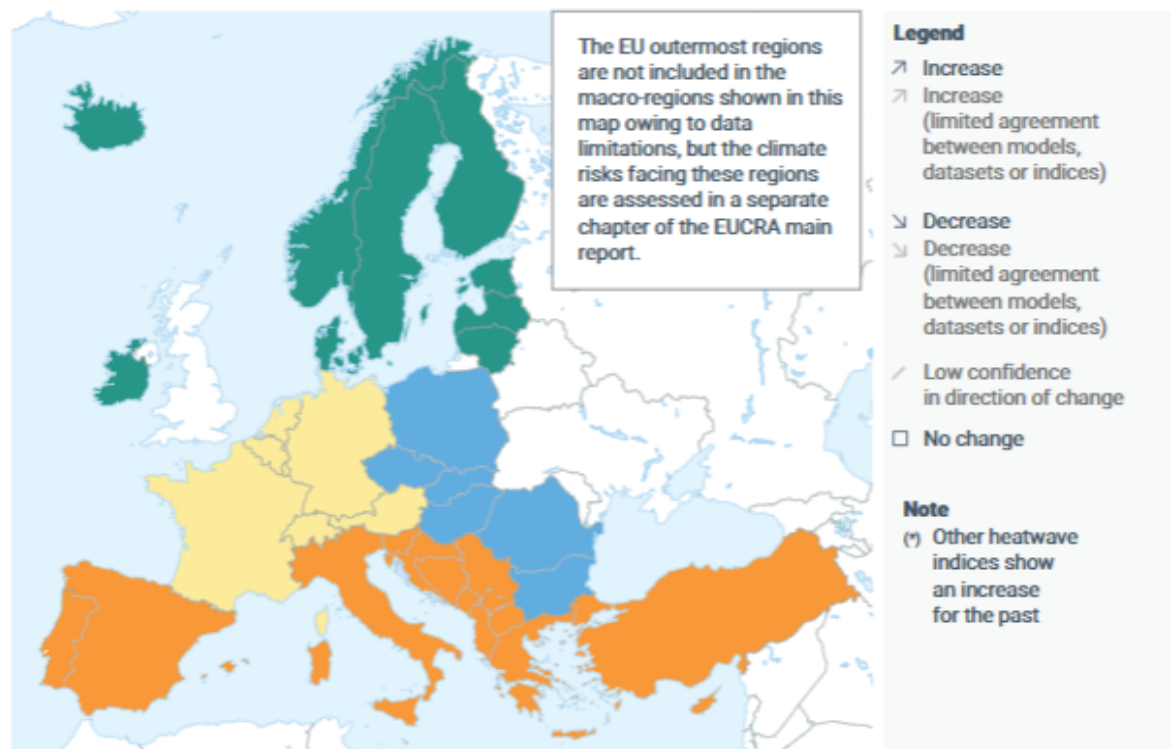 The EU outermost regions
are not included in the
macro-regions shown in this
map owing to data
limitations, but the climate
risks facing these regions
are assessed in a separate
chapter of the EUCRA main
report.
Legend
↗ Increase
↗ Increase
(limited agreement
between models,
datasets or indices)
↘ Decrease
↘ Decrease
(limited agreement
between models,
datasets or indices)
∕ Low confidence
in direction of change
□ No change
Note
(*) Other heatwave
indices show
an increase
for the past